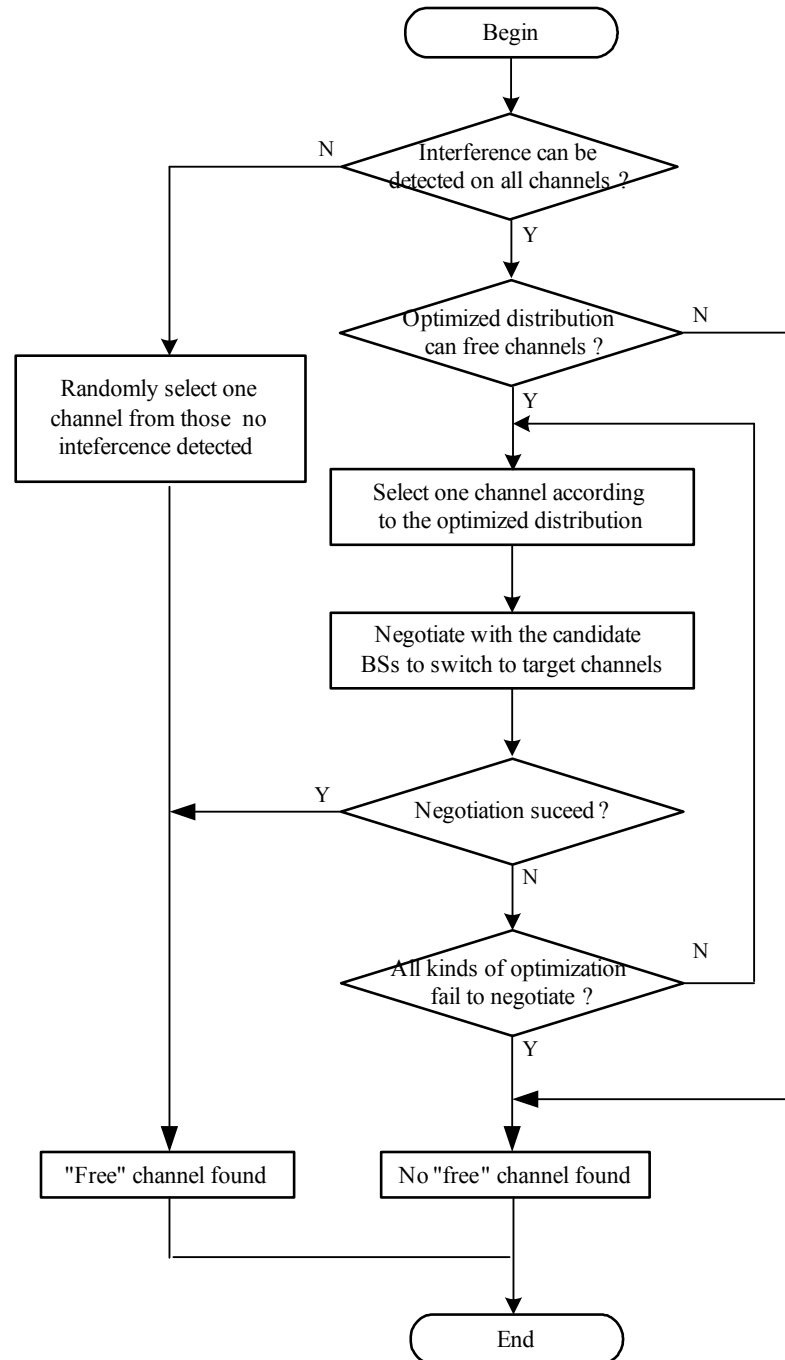 Begin
N
Interference can be
detected on all channels ?
Y
Optimized distribution
can free channels ?
N
Y
Randomly select one
channel from those no
intefercence detected
Select one channel according
to the optimized distribution
Negotiate with the candidate
BSs to switch to target channels
Y
Negotiation suceed ?
N
All kinds of optimization
fail to negotiate ?
N
Y
"Free" channel found
No "free" channel found
End